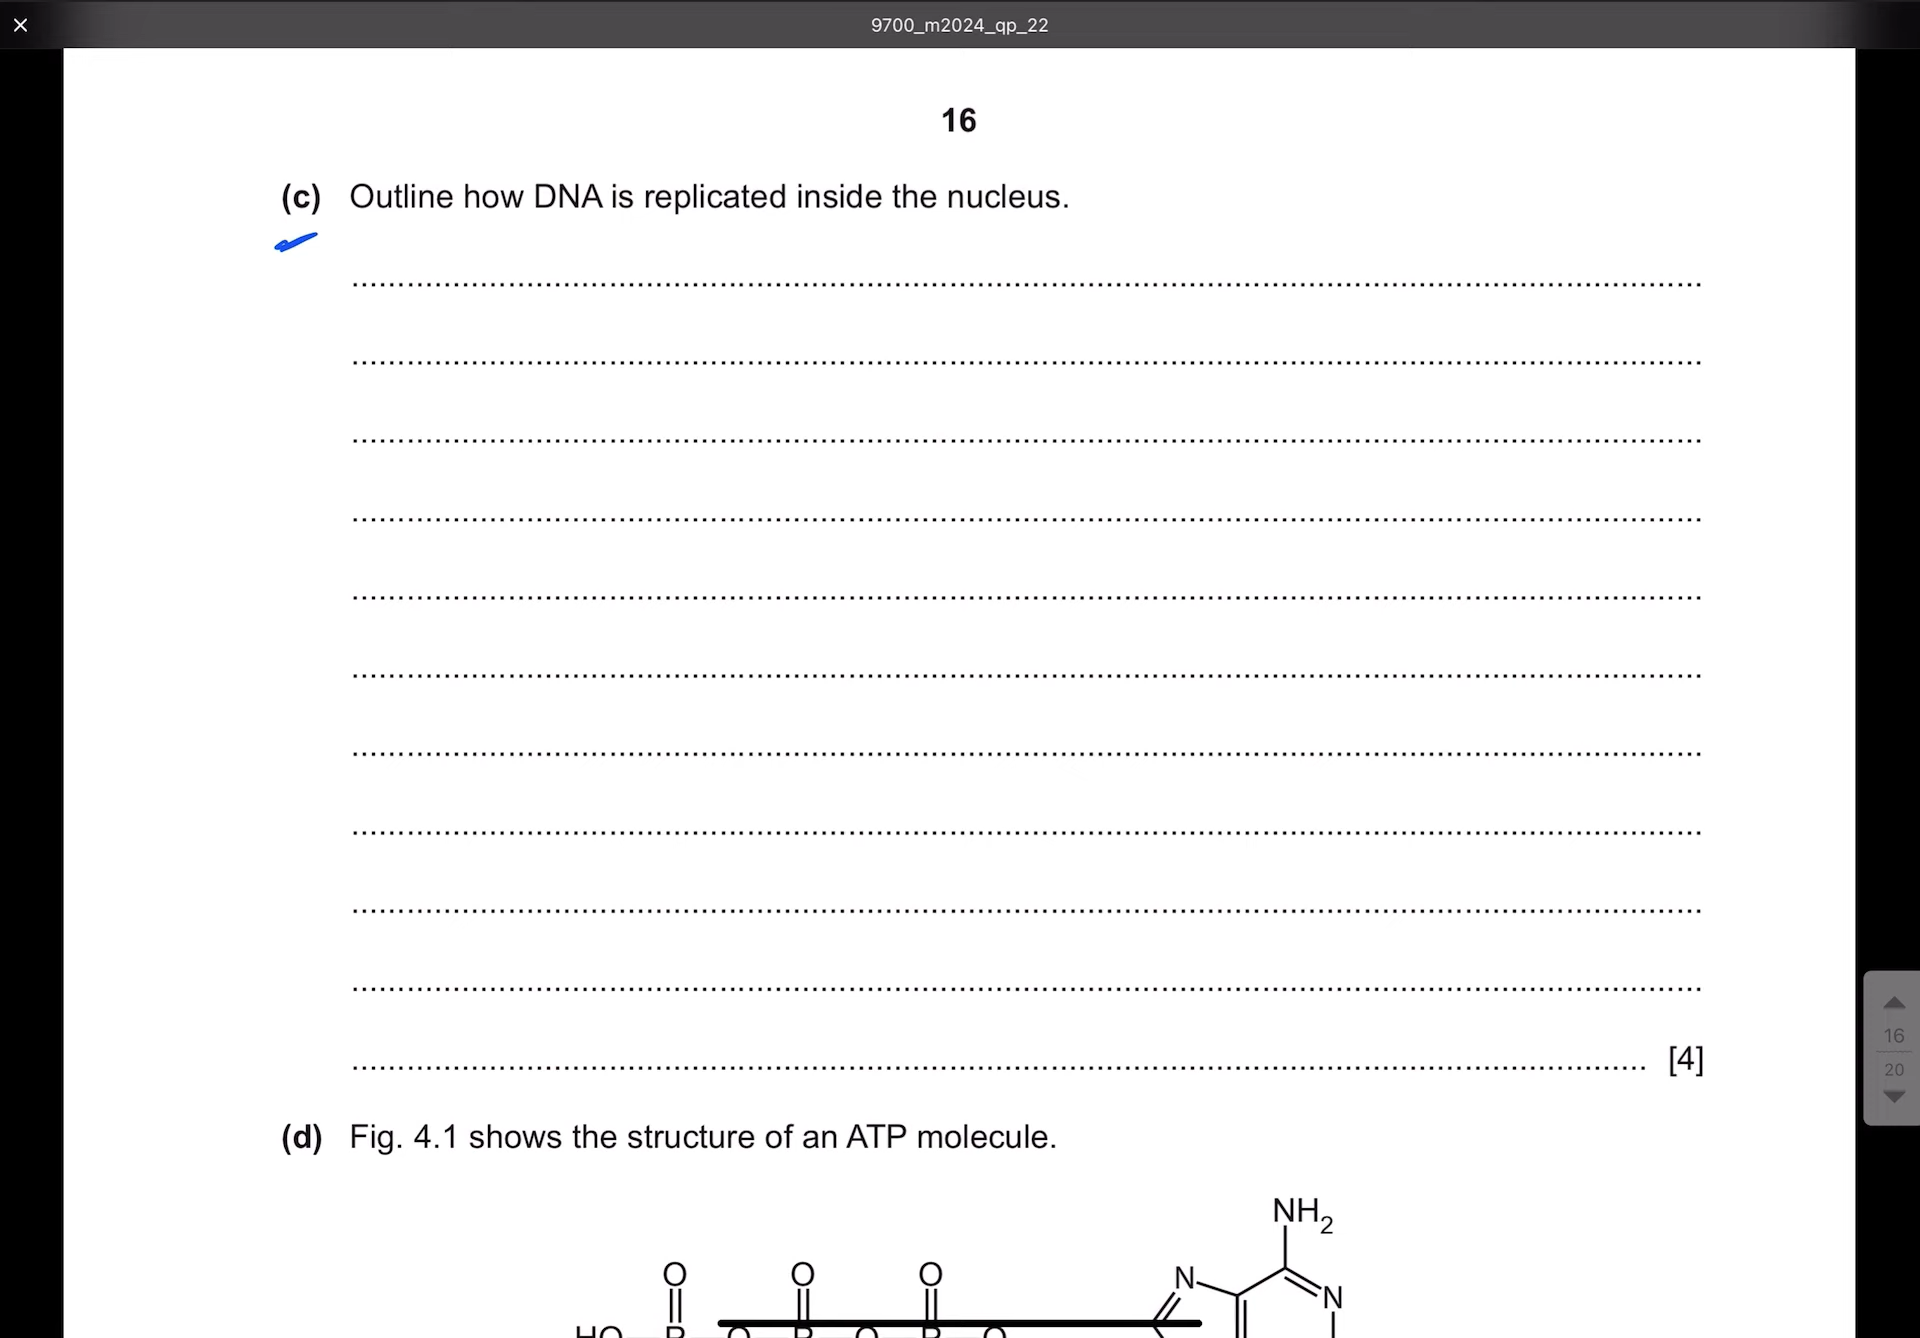 9700_m2024_qp_22
16
(c) Outline how DNA is replicated inside the nucleus.
[4]
(d) Fig. 4.1 shows the structure of an ATP molecule.
NH2
O O O N N
HO P O P O P O
16
20